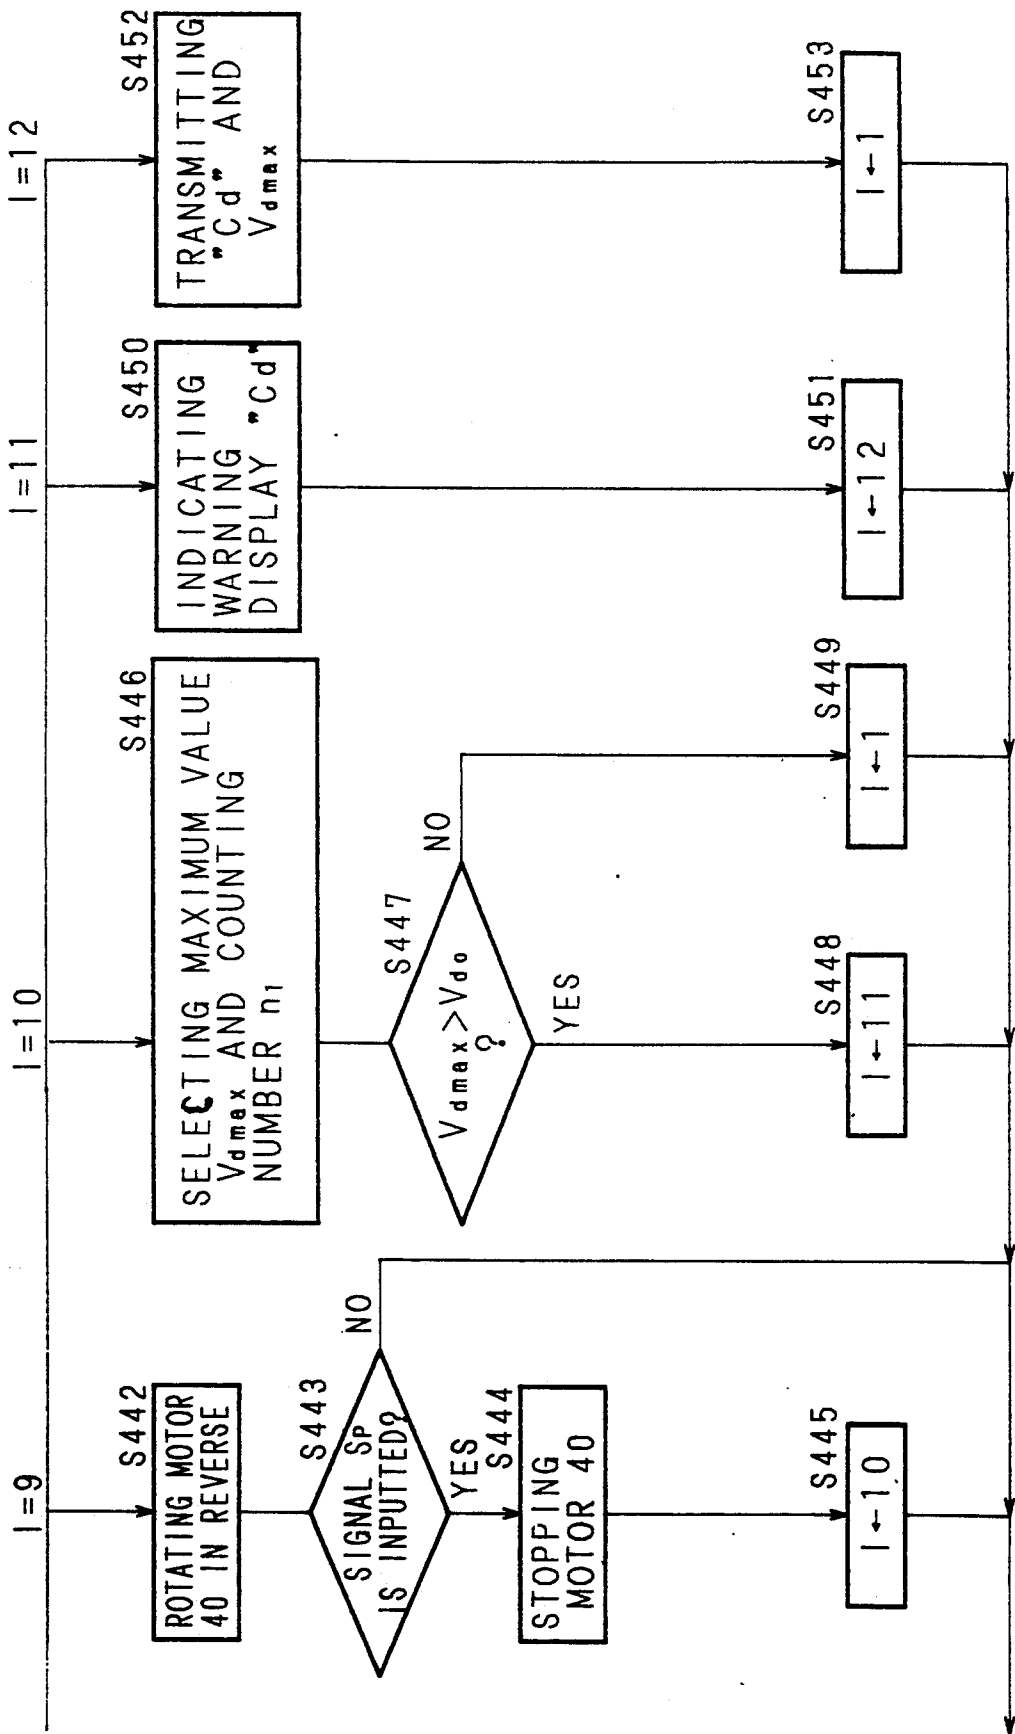 I=9
S442
ROTATING MOTOR
40 IN REVERSE
S443
SIGNAL SP
IS INPUTTED?
NO
YES
S444
STOPPING
MOTOR 40
S445
I←10
I=10
S446
SELECTING MAXIMUM VALUE
Vdmax AND COUNTING
NUMBER n1
S447
Vdmax>Vdo
?
NO
YES
S448
I←11
S449
I←1
I=11
S450
INDICATING
WARNING
DISPLAY "Cd"
S451
I←12
I=12
S452
TRANSMITTING
"Cd" AND
Vdmax
S453
I←1